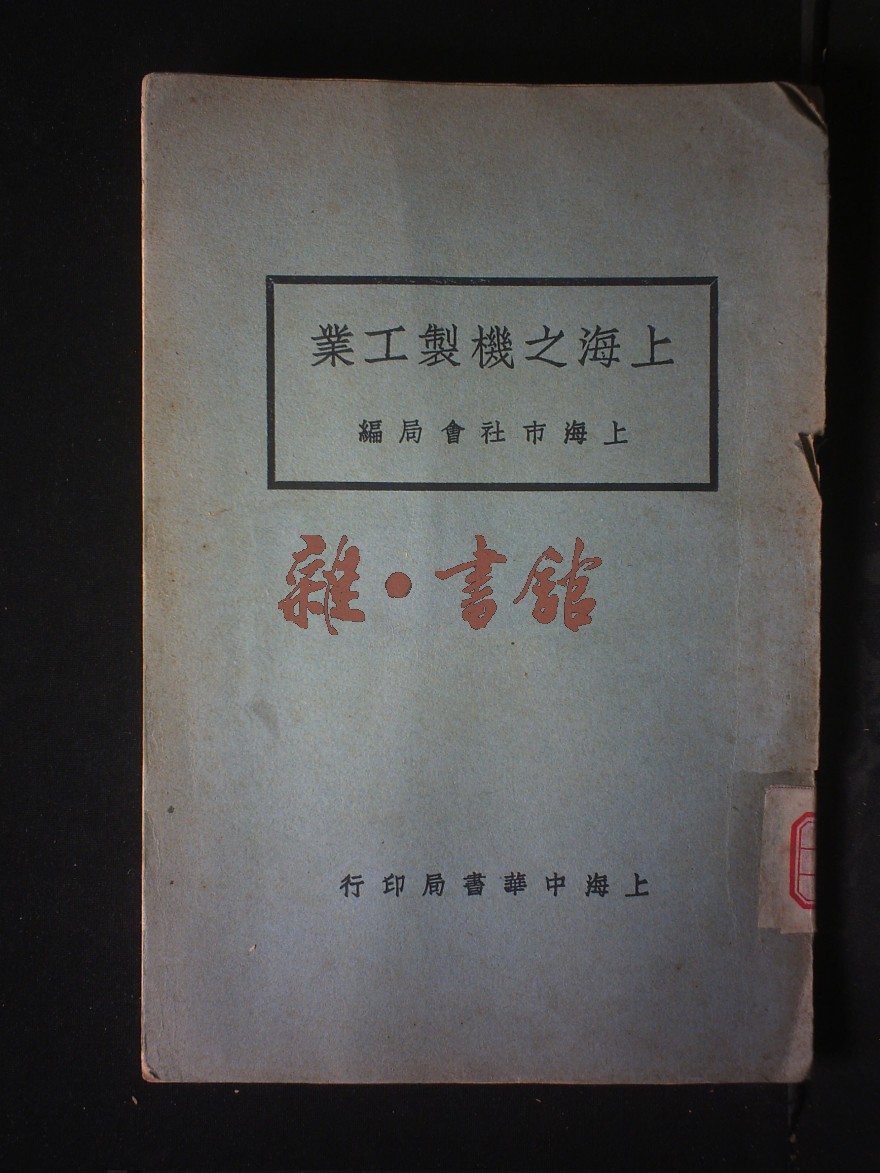 上海之機製工業
上海市社會局編
雜·書館
上海中華書局印行